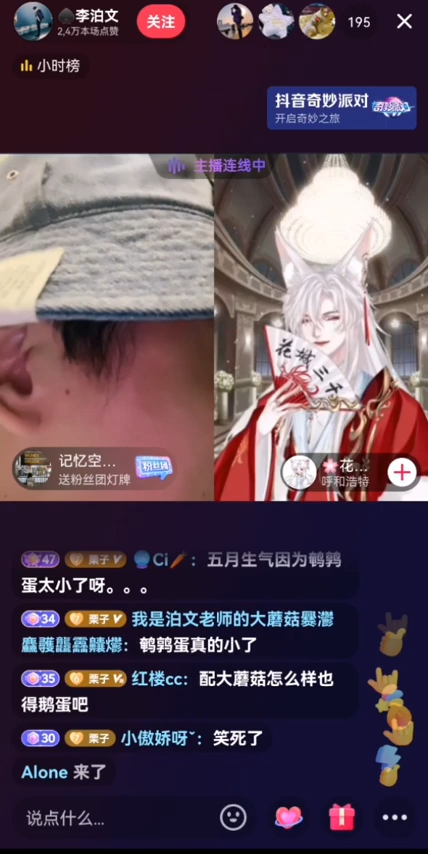 ♠李泊文
2,4万本场点赞
关注
195
小时榜
抖音奇妙派对
开启奇妙之旅
主播连线中
花城三千
记忆空...
送粉丝团灯牌
粉丝团
花...
呼和浩特
47 栗子 V Ci🥕：五月生气因为鹌鹑
蛋太小了呀。。。
34 栗子 V 我是泊文老师的大蘑菇
：鹌鹑蛋真的小了
35 栗子 V 红楼cc：配大蘑菇怎么样也
得鹅蛋吧
30 栗子 小傲娇呀ˇ：笑死了
Alone 来了
说点什么...